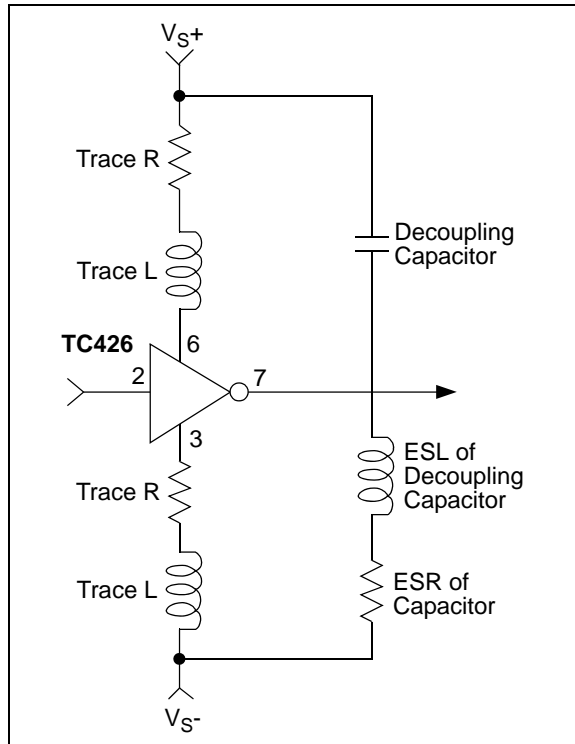 VS+
Trace R
Trace L
Decoupling
Capacitor
TC426
6
2
7
3
Trace R
ESL of
Decoupling
Capacitor
Trace L
ESR of
Capacitor
VS-